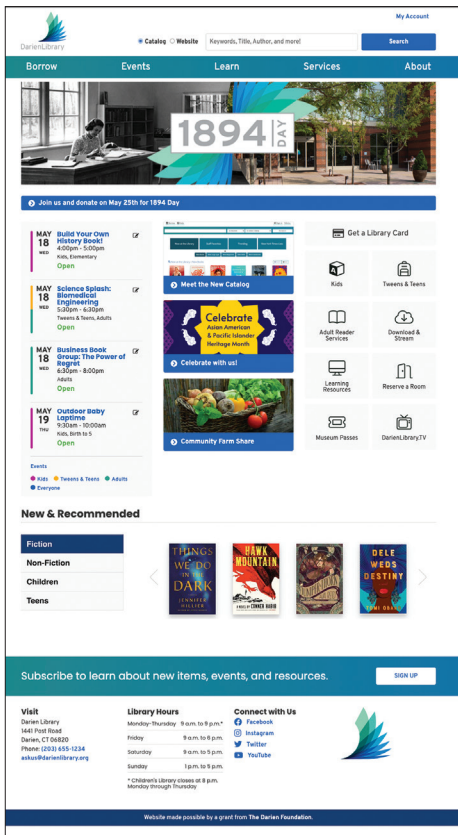 My Account
DarienLibrary
Catalog Website Keywords, Title, Author, and more! Search
Borrow Events Learn Services About
1894 DAY
Join us and donate on May 25th for 1894 Day
MAY 18 WED
Build Your Own History Book!
4:00pm - 5:00pm
Kids, Elementary
Open
MAY 18 WED
Science Splash: Biomedical Engineering
5:30pm - 6:30pm
Tweens & Teens, Adults
Open
MAY 18 WED
Business Book Group: The Power of Regret
6:30pm - 8:00pm
Adults
Open
MAY 19 THU
Outdoor Baby Laptime
9:30am - 10:00am
Kids, Birth to 5
Open
Events
Kids Tweens & Teens Adults
Everyone
Meet the New Catalog
Celebrate
Asian American
& Pacific Islander
Heritage Month
Celebrate with us!
Community Farm Share
Get a Library Card
Kids
Tweens & Teens
Adult Reader Services
Download & Stream
Learning Resources
Reserve a Room
Museum Passes
DarienLibrary.TV
New & Recommended
Fiction
Non-Fiction
Children
Teens
THINGS
WE DO
IN THE
DARK
JENNIFER
HILLIER
HAWK
MOUNTAIN
A NOVEL BY CONNER HABIB
DELE
WEDS
DESTINY
TOMI OBARO
Subscribe to learn about new items, events, and resources. SIGN UP
Visit
Darien Library
1441 Post Road
Darien, CT 06820
Phone: (203) 655-1234
askus@darienlibrary.org
Library Hours
Monday-Thursday 9 a.m. to 9 p.m.*
Friday 9 a.m. to 6 p.m.
Saturday 9 a.m. to 5 p.m.
Sunday 1 p.m. to 5 p.m.
* Children's Library closes at 8 p.m.
Monday through Thursday
Connect with Us
Facebook
Instagram
Twitter
YouTube
Website made possible by a grant from The Darien Foundation.